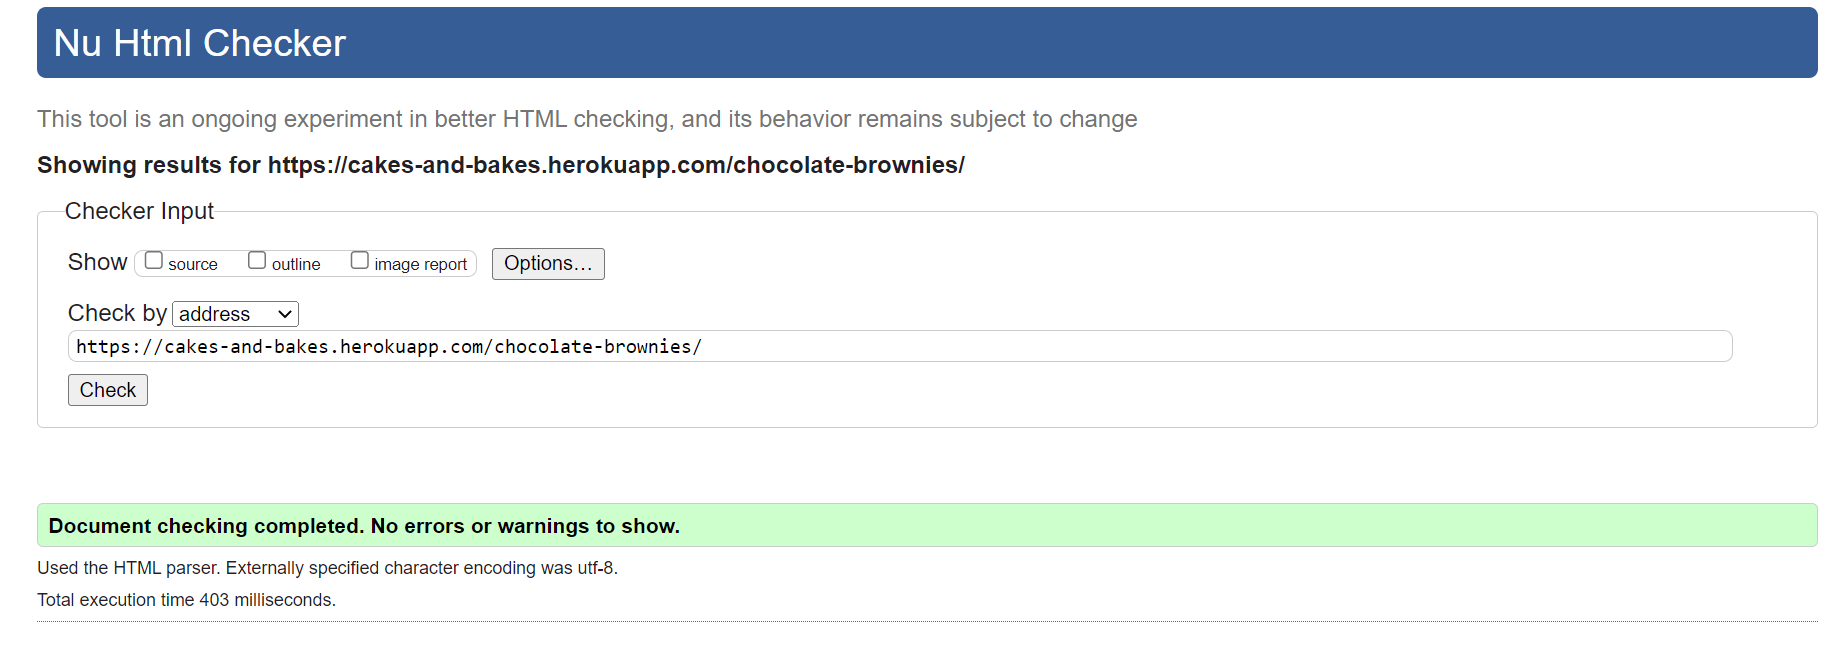 Nu Html Checker
This tool is an ongoing experiment in better HTML checking, and its behavior remains subject to change
Showing results for https://cakes-and-bakes.herokuapp.com/chocolate-brownies/
Checker Input
Show source outline image report Options…
Check by address
https://cakes-and-bakes.herokuapp.com/chocolate-brownies/
Check
Document checking completed. No errors or warnings to show.
Used the HTML parser. Externally specified character encoding was utf-8.
Total execution time 403 milliseconds.